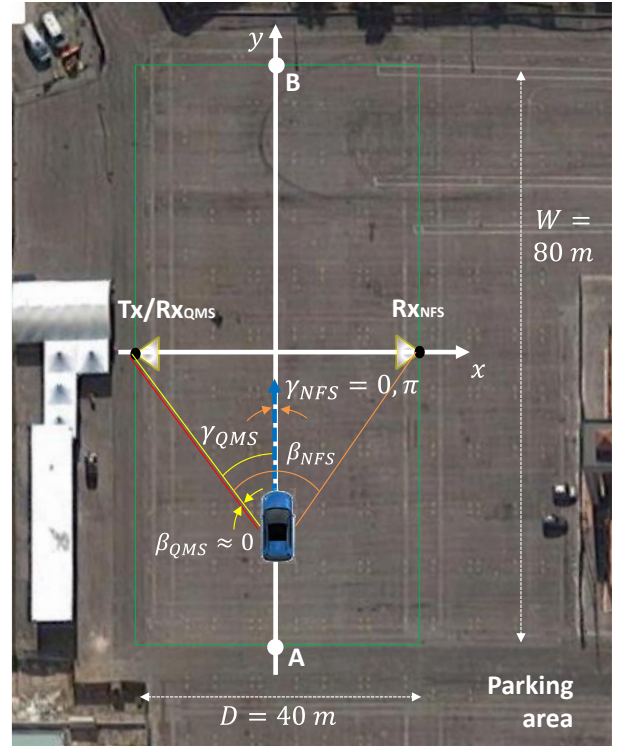 y
B
W =
80 m
Tx/RxQMS
RxNFS
x
γNFS = 0, π
γQMS
βNFS
βQMS ≈ 0
A
Parking
area
D = 40 m